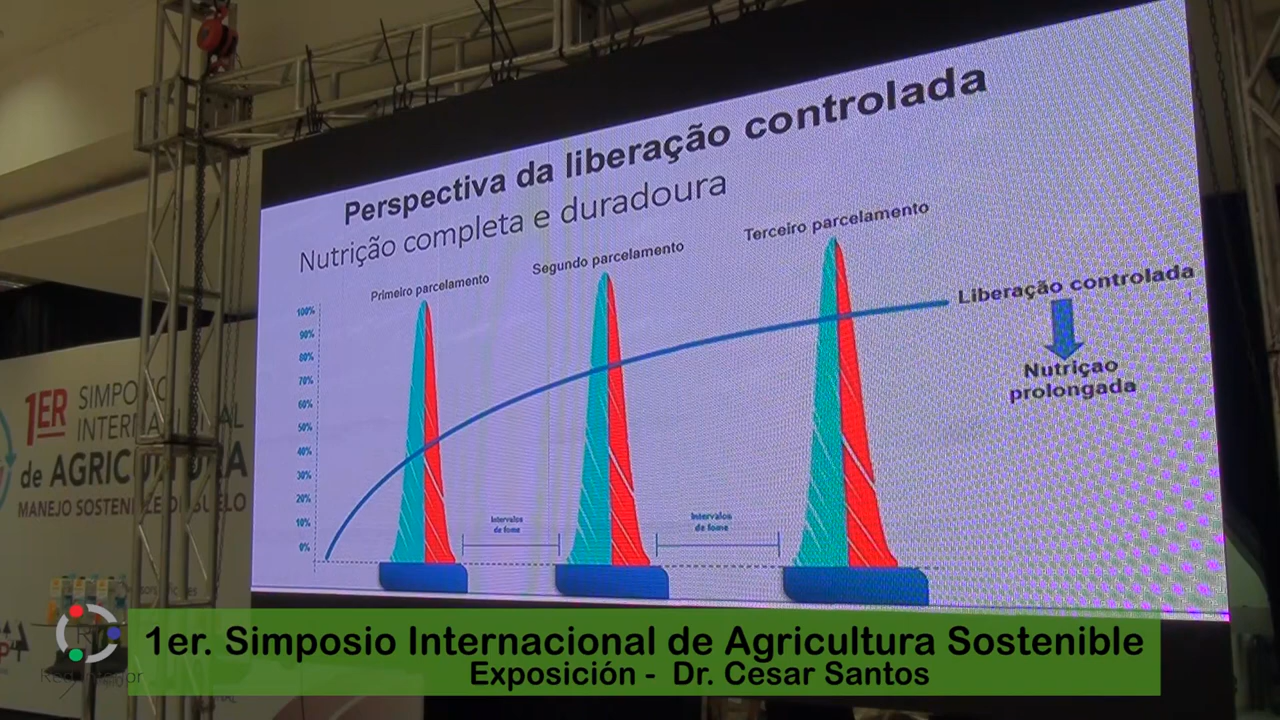 Perspectiva da liberação controlada
Nutrição completa e duradoura
Primeiro parcelamento
Segundo parcelamento
Terceiro parcelamento
Liberação controlada
Nutriçao
prolongada
100%
90%
80%
70%
60%
50%
40%
30%
20%
10%
0%
Intervalos
de fome
Intervalos
de fome
1ER
SIMPOSIO
INTERNACIONAL
de AGRICULTURA
MANEJO SOSTENIBLE DE SUELO
1er. Simposio Internacional de Agricultura Sostenible
Exposición - Dr. Cesar Santos